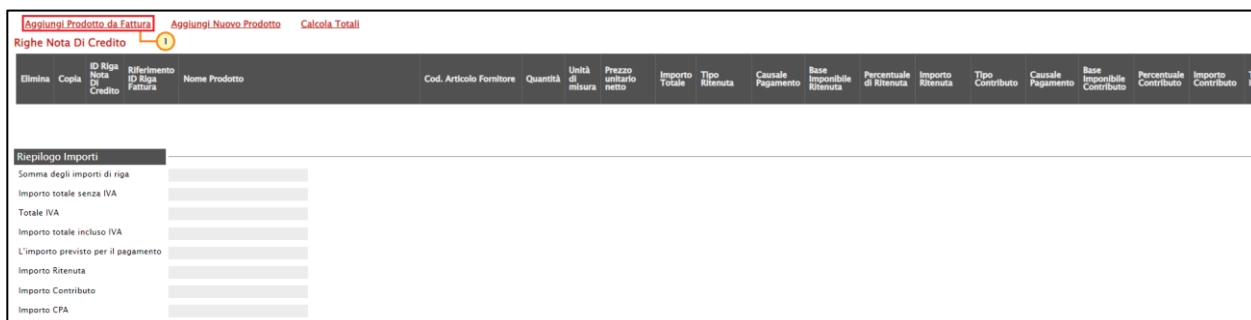 Aggiungi Prodotto da Fattura Aggiungi Nuovo Prodotto Calcola Totali
Righe Nota Di Credito 1
Elimina Copia ID Riga Nota Di Credito Riferimento ID Riga Fattura Nome Prodotto Cod. Articolo Fornitore Quantità Unità di misura Prezzo unitario netto Importo Totale Tipo Ritenuta Causale Pagamento Base Imponibile Ritenuta Percentuale di Ritenuta Importo Ritenuta Tipo Contributo Causale Pagamento Base Imponibile Contributo Percentuale Contributo Importo Contributo
Riepilogo Importi
Somma degli importi di riga
Importo totale senza IVA
Totale IVA
Importo totale incluso IVA
L'importo previsto per il pagamento
Importo Ritenuta
Importo Contributo
Importo CPA